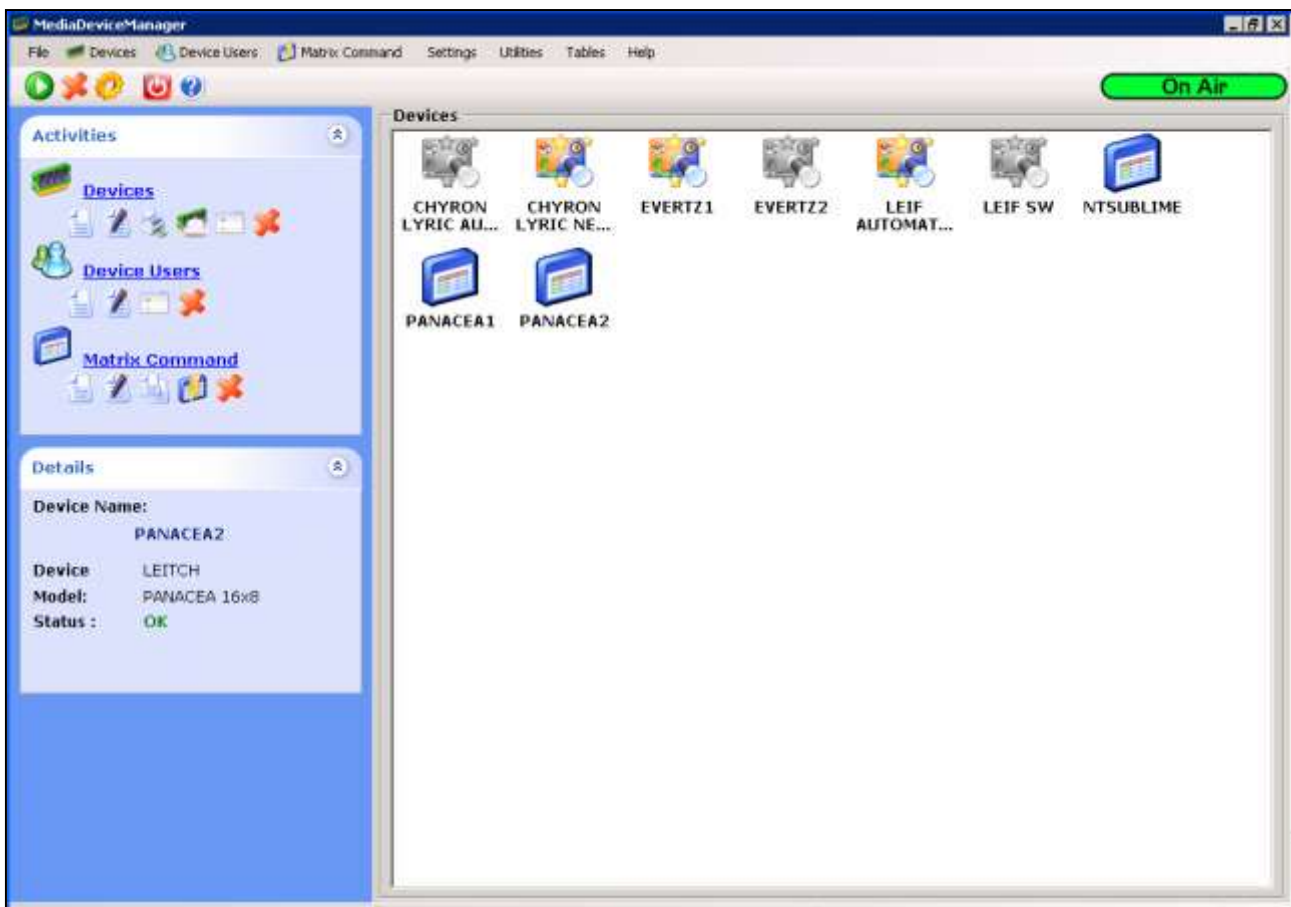 MediaDeviceManager
File Devices Device Users Matrix Command Settings Utilities Tables Help
On Air
Activities
Devices
Device Users
Matrix Command
Details
Device Name:
PANACEA2
Device LEITCH
Model: PANACEA 16x8
Status : OK
Devices
CHYRON LYRIC AU...
CHYRON LYRIC NE...
EVERTZ1
EVERTZ2
LEIF AUTOMAT...
LEIF SW
NTSUBLIME
PANACEA1
PANACEA2